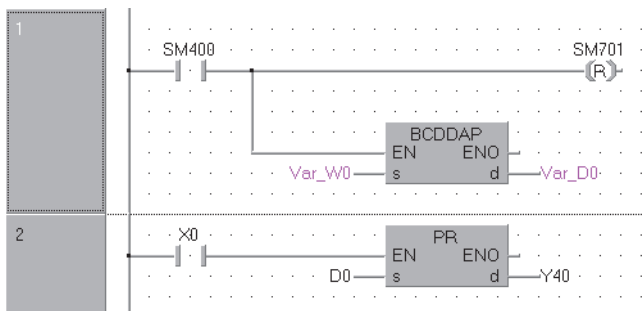 1
SM400 SM701
(R)
BCDDAP
EN ENO
Var_W0 s d Var_D0
2
X0 PR
EN ENO
D0 s d Y40